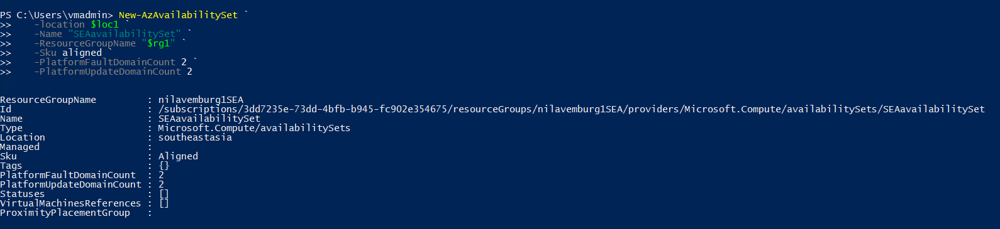 PS C:\Users\vmadmin> New-AzAvailabilitySet `
>>    -location $loc1 `
>>    -Name "SEAavailabilitySet" `
>>    -ResourceGroupName "$rg1" `
>>    -Sku aligned `
>>    -PlatformFaultDomainCount 2 `
>>    -PlatformUpdateDomainCount 2
ResourceGroupName         : nilavemburg1SEA
Id                        : /subscriptions/3dd7235e-73dd-4bfb-b945-fc902e354675/resourceGroups/nilavemburg1SEA/providers/Microsoft.Compute/availabilitySets/SEAavailabilitySet
Name                      : SEAavailabilitySet
Type                      : Microsoft.Compute/availabilitySets
Location                  : southeastasia
Managed                   :
Sku                       : Aligned
Tags                      : {}
PlatformFaultDomainCount  : 2
PlatformUpdateDomainCount : 2
Statuses                  : []
VirtualMachinesReferences : []
ProximityPlacementGroup   :